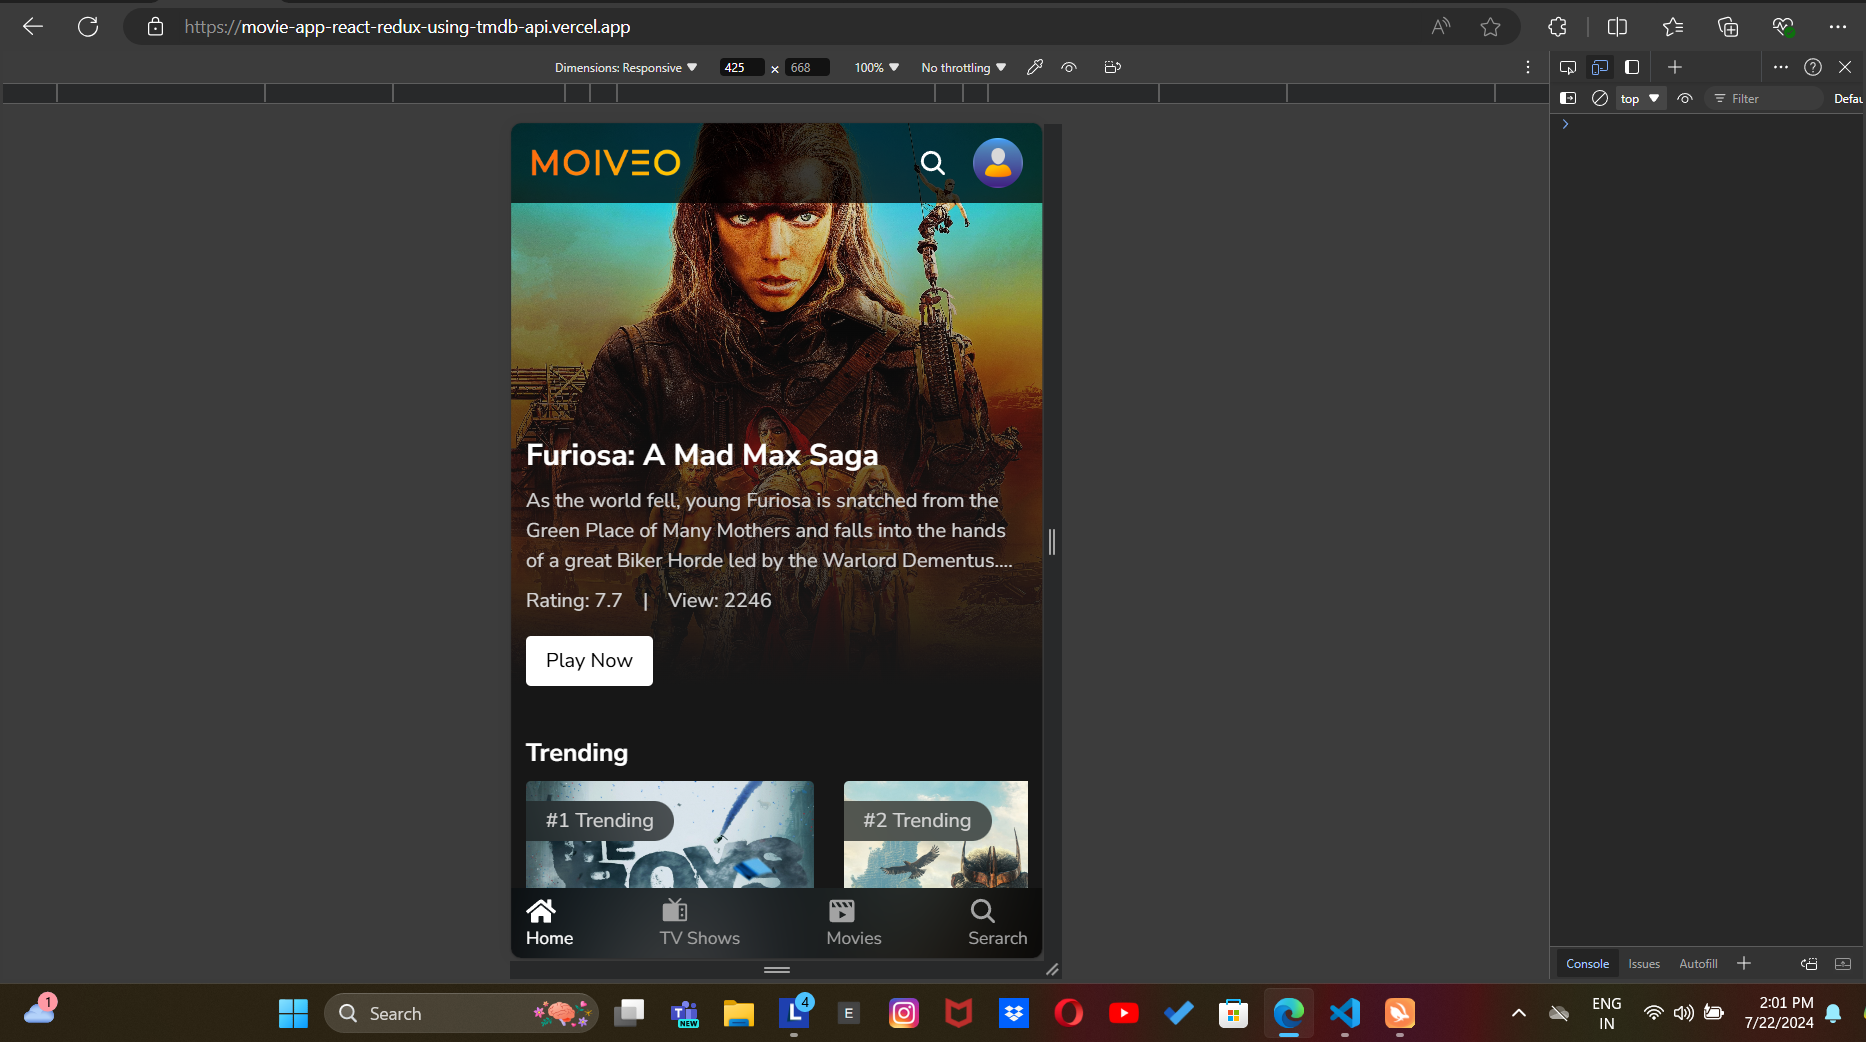 https://movie-app-react-redux-using-tmdb-api.vercel.app
Dimensions: Responsive 425 × 668 100% No throttling
top Filter Defau
MOIVEO
Furiosa: A Mad Max Saga
As the world fell, young Furiosa is snatched from the
Green Place of Many Mothers and falls into the hands
of a great Biker Horde led by the Warlord Dementus....
Rating: 7.7 | View: 2246
Play Now
Trending
#1 Trending #2 Trending
Home TV Shows Movies Serarch
Console Issues Autofill
1 Search NEW L 4 E ENG IN 2:01 PM
7/22/2024